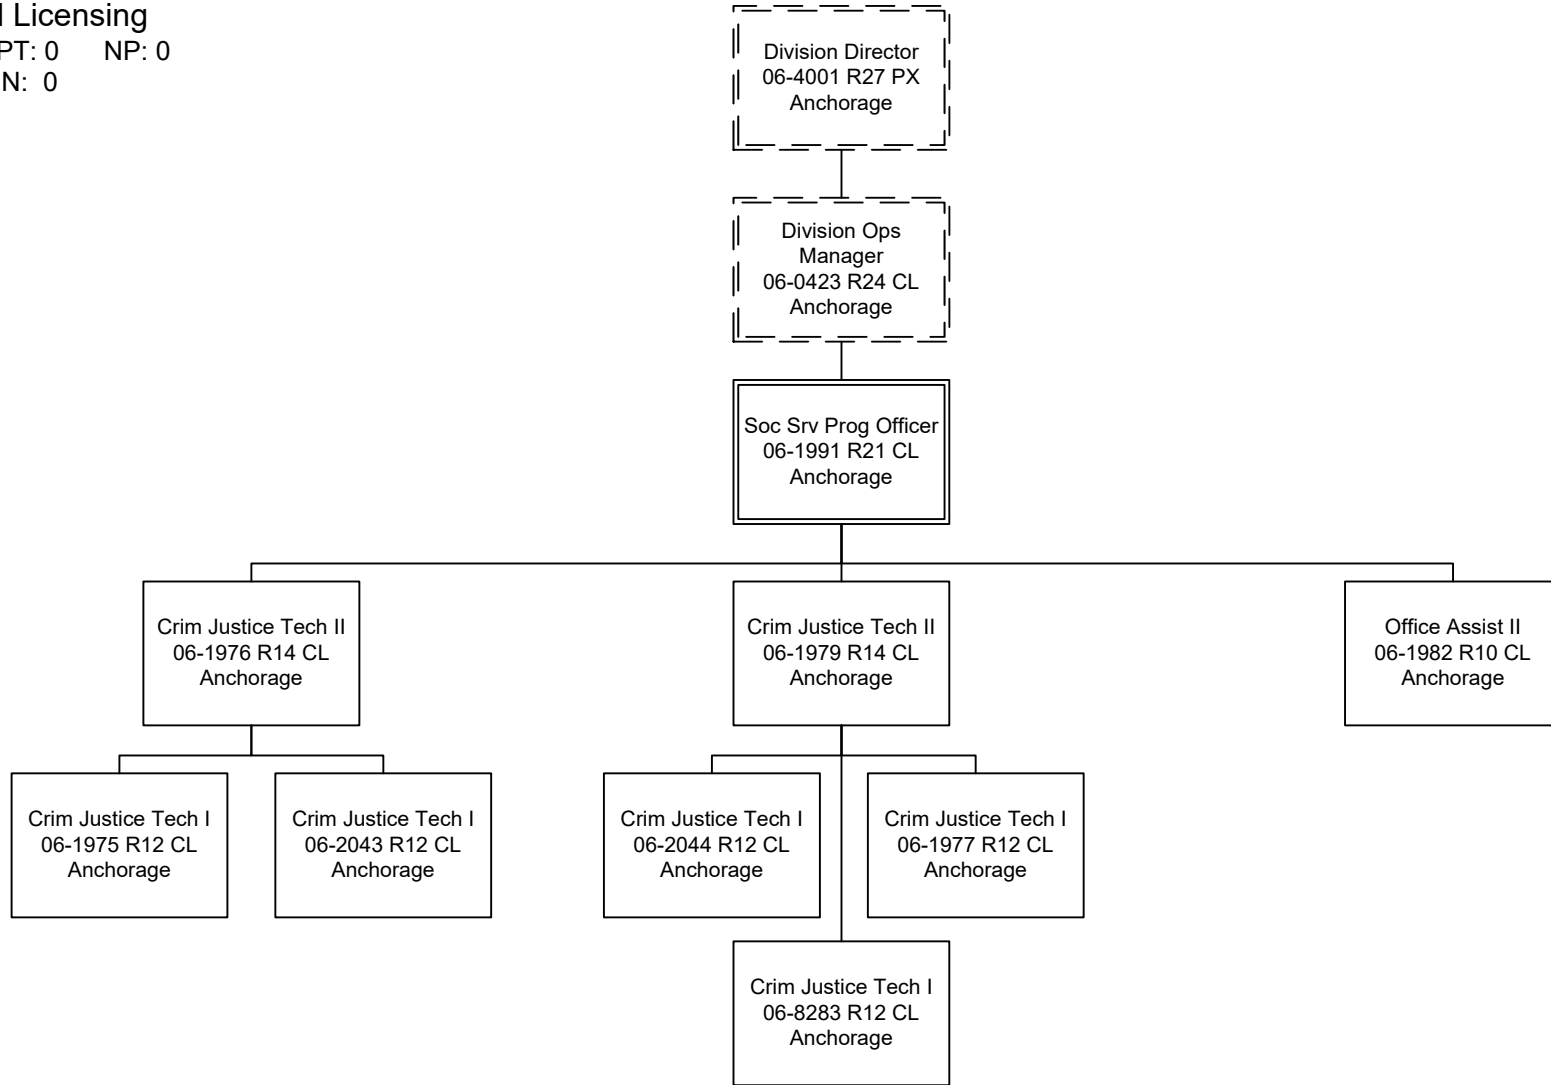 Licensing
PT: 0 NP: 0
N: 0
Division Director
06-4001 R27 PX
Anchorage
Division Ops
Manager
06-0423 R24 CL
Anchorage
Soc Srv Prog Officer
06-1991 R21 CL
Anchorage
Crim Justice Tech II
06-1976 R14 CL
Anchorage
Crim Justice Tech II
06-1979 R14 CL
Anchorage
Office Assist II
06-1982 R10 CL
Anchorage
Crim Justice Tech I
06-1975 R12 CL
Anchorage
Crim Justice Tech I
06-2043 R12 CL
Anchorage
Crim Justice Tech I
06-2044 R12 CL
Anchorage
Crim Justice Tech I
06-1977 R12 CL
Anchorage
Crim Justice Tech I
06-8283 R12 CL
Anchorage